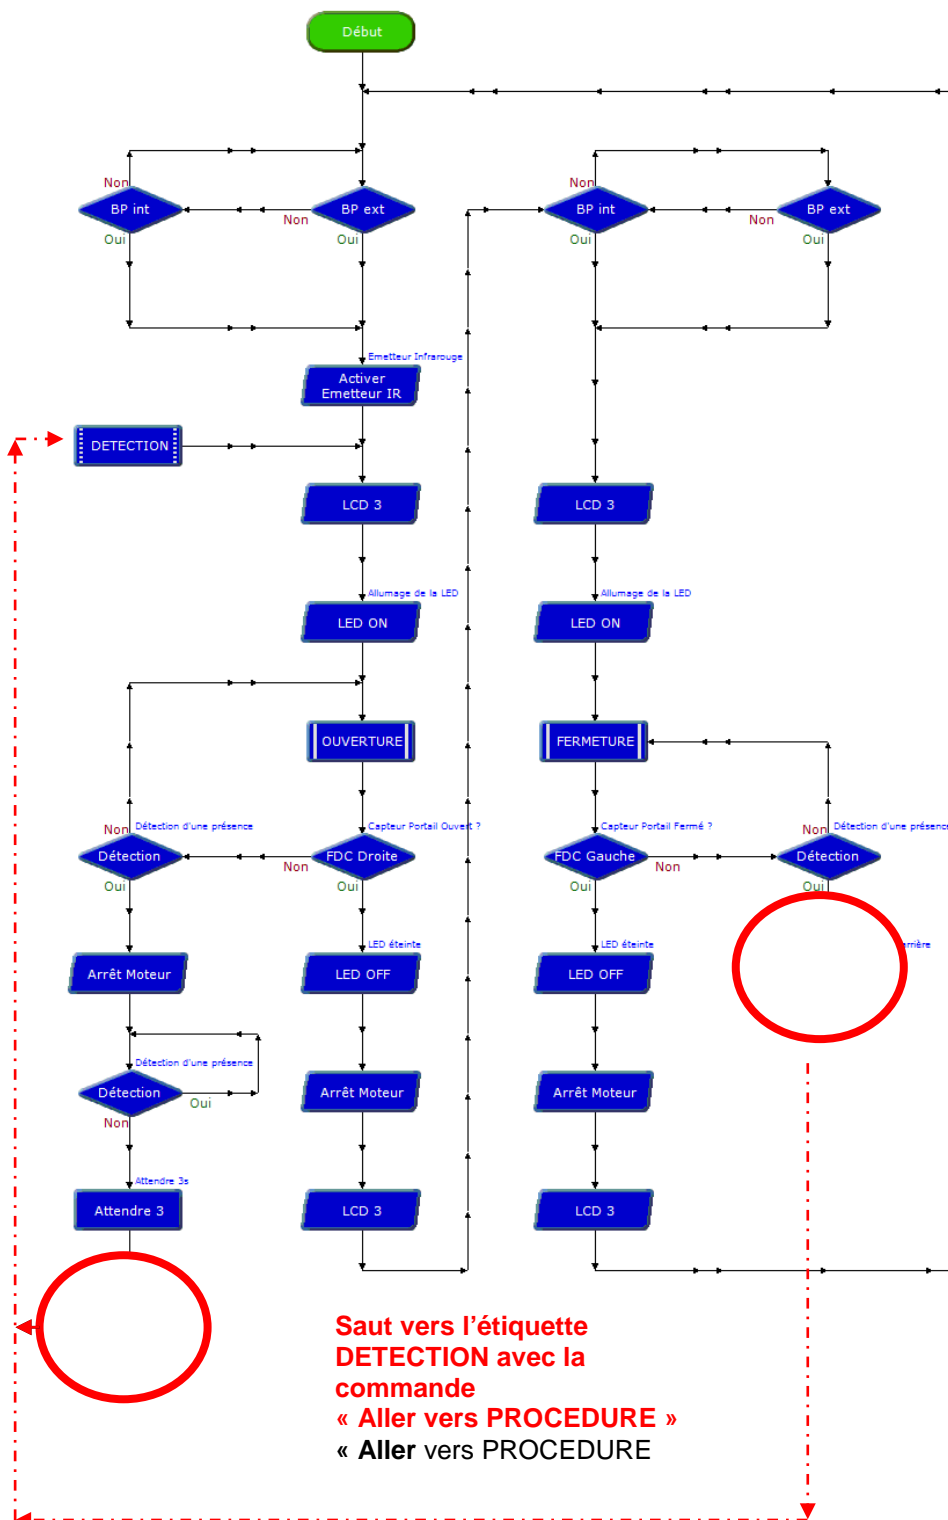 Début
Non
Non
BP int
BP ext
BP int
BP ext
Non
Non
Oui
Oui
Oui
Oui
Emetteur Infrarouge
Activer
Emetteur IR
DETECTION
LCD 3
LCD 3
Allumage de la LED
Allumage de la LED
LED ON
LED ON
OUVERTURE
FERMETURE
Non
Détection d'une présence
Capteur Portail Ouvert ?
Capteur Portail Fermé ?
Non
Détection d'une présence
Détection
FDC Droite
FDC Gauche
Détection
Non
Non
Oui
Oui
Oui
Oui
LED éteinte
LED éteinte
errière
Arrêt Moteur
LED OFF
LED OFF
Détection d'une présence
Détection
Arrêt Moteur
Arrêt Moteur
Oui
Non
Attendre 3s
Attendre 3
LCD 3
LCD 3
Saut vers l'étiquette
DETECTION avec la
commande
« Aller vers PROCEDURE »
« Aller vers PROCEDURE